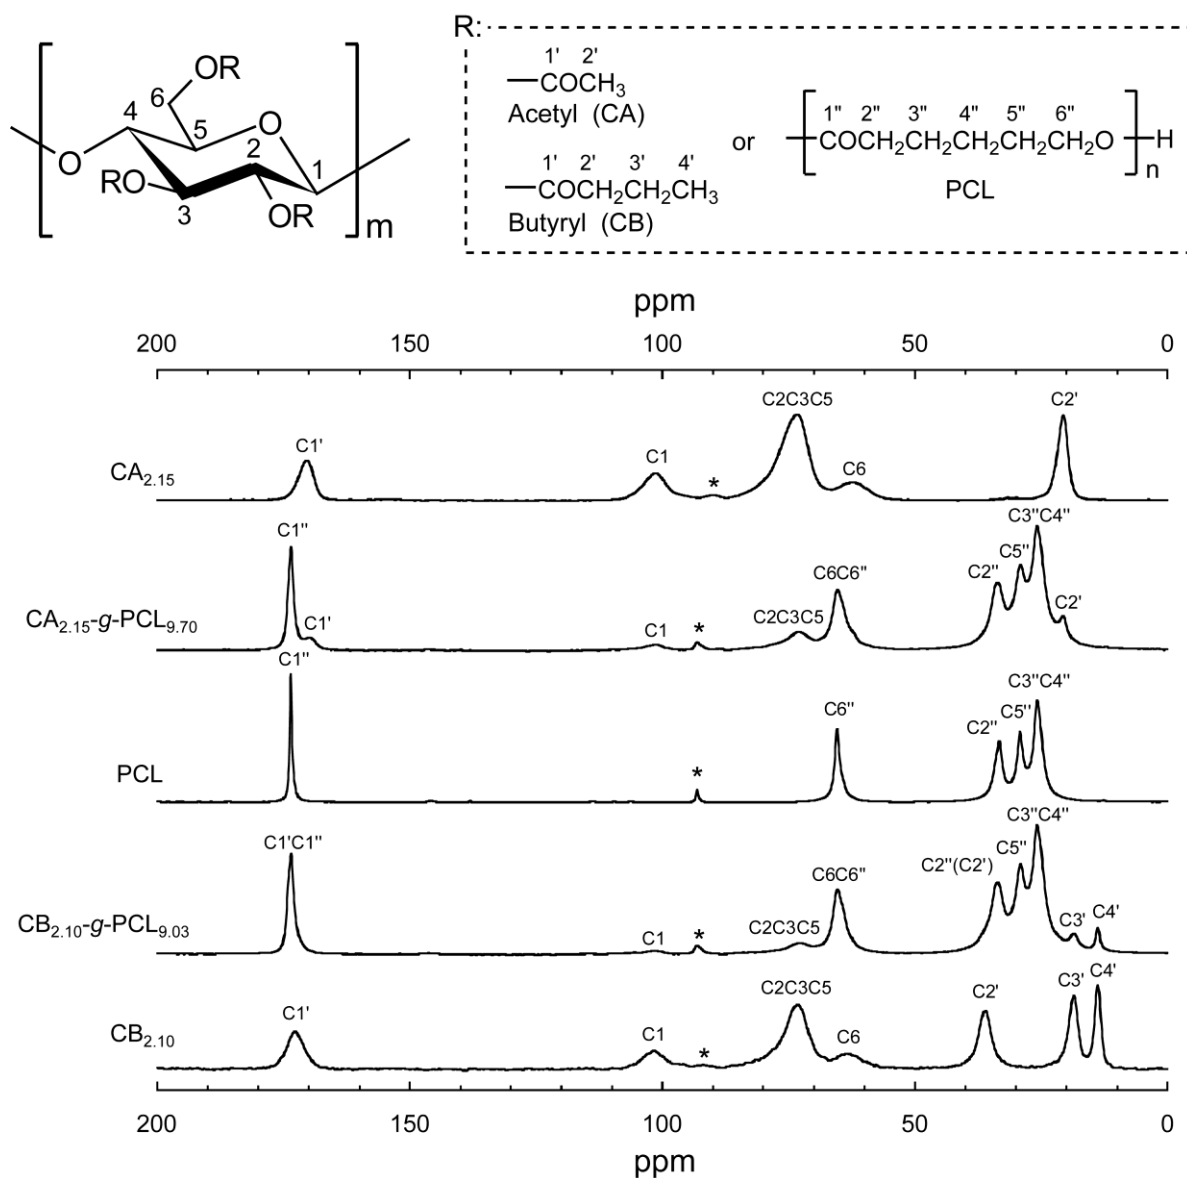 R:
OR
6
4
5
O
2
1
O
RO
3
OR
m
1' 2'
—COCH3
Acetyl (CA)
1' 2' 3' 4'
—COCH2CH2CH3
Butyryl (CB)
or
1" 2" 3" 4" 5" 6"
COCH2CH2CH2CH2CH2O—H
n
PCL
ppm
200 150 100 50 0
CA2.15
C1' C1 * C2C3C5 C6 C2'
CA2.15-g-PCL9.70
C1" C1' C1 * C2C3C5 C6C6" C2" C5" C3"C4" C2'
PCL
C1" * C6" C2" C5" C3"C4"
CB2.10-g-PCL9.03
C1'C1" C1 * C2C3C5 C6C6" C2"(C2') C5" C3"C4" C3' C4'
CB2.10
C1' C1 * C2C3C5 C6 C2' C3' C4'
200 150 100 50 0
ppm